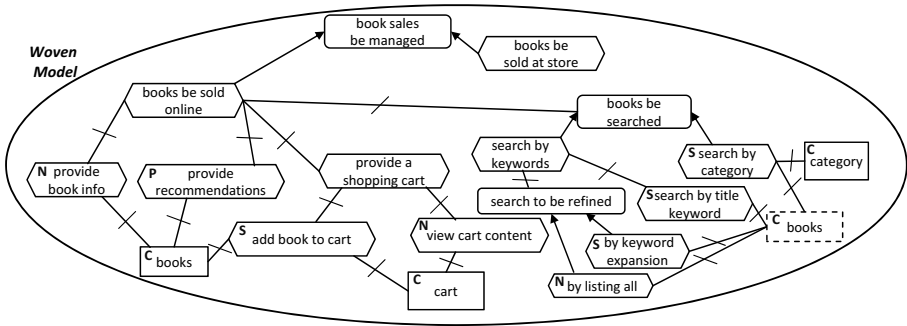 Woven
Model
book sales
be managed
books be
sold at store
books be sold
online
books be
searched
N provide
book info
P provide
recommendations
provide a
shopping cart
search by
keywords
S search by
category
C
category
search to be refined
S search by title
keyword
C
books
S add book to cart
N view cart content
S by keyword
expansion
C
books
N by listing all
C
cart